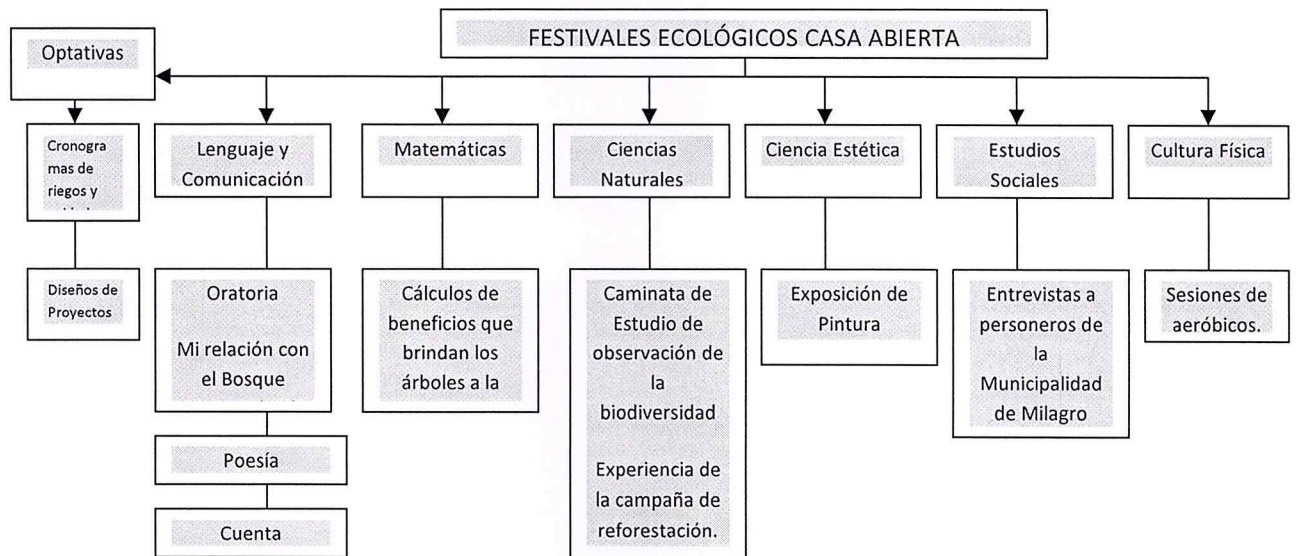 FESTIVALES ECOLÓGICOS CASA ABIERTA
Optativas
Cronogra
mas de
riegos y
Diseños de
Proyectos
Lenguaje y
Comunicación
Oratoria
Mi relación con
el Bosque
Poesía
Cuenta
Matemáticas
Cálculos de
beneficios que
brindan los
árboles a la
Ciencias
Naturales
Caminata de
Estudio de
observación de
la
biodiversidad
Experiencia de
la campaña de
reforestación.
Ciencia Estética
Exposición de
Pintura
Estudios
Sociales
Entrevistas a
personeros de
la
Municipalidad
de Milagro
Cultura Física
Sesiones de
aeróbicos.